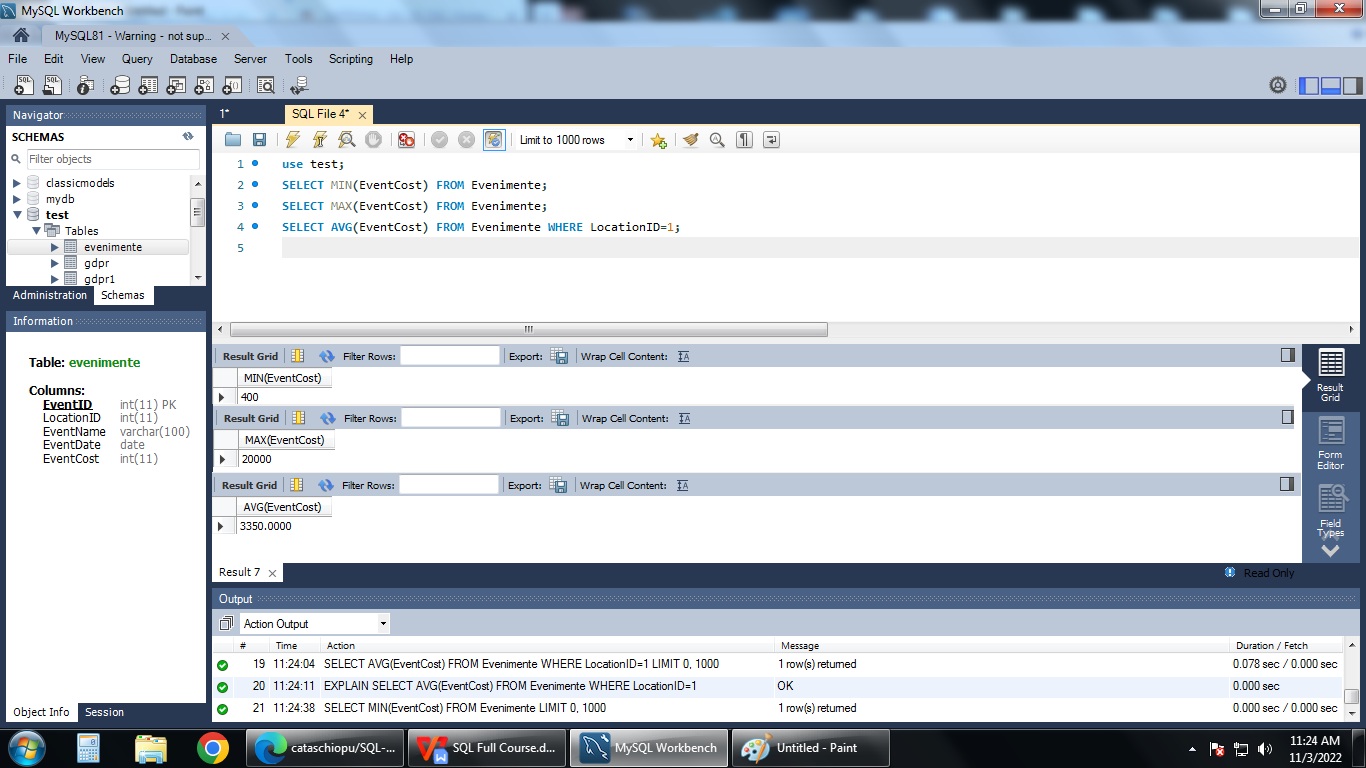 MySQL Workbench
MySQL81 - Warning - not sup...
File Edit View Query Database Server Tools Scripting Help
Navigator
SCHEMAS
Filter objects
classicmodels
mydb
test
Tables
evenimente
gdpr
gdpr1
Administration Schemas
Information
Table: evenimente
Columns:
EventID int(11) PK
LocationID int(11)
EventName varchar(100)
EventDate date
EventCost int(11)
Object Info Session
1* SQL File 4*
Limit to 1000 rows
1 use test;
2 SELECT MIN(EventCost) FROM Evenimente;
3 SELECT MAX(EventCost) FROM Evenimente;
4 SELECT AVG(EventCost) FROM Evenimente WHERE LocationID=1;
5
Result Grid Filter Rows: Export: Wrap Cell Content:
MIN(EventCost)
400
Result Grid Filter Rows: Export: Wrap Cell Content:
MAX(EventCost)
20000
Result Grid Filter Rows: Export: Wrap Cell Content:
AVG(EventCost)
3350.0000
Result
Grid
Form
Editor
Field
Types
Result 7
Read Only
Output
Action Output
# Time Action Message Duration / Fetch
19 11:24:04 SELECT AVG(EventCost) FROM Evenimente WHERE LocationID=1 LIMIT 0, 1000 1 row(s) returned 0.078 sec / 0.000 sec
20 11:24:11 EXPLAIN SELECT AVG(EventCost) FROM Evenimente WHERE LocationID=1 OK 0.000 sec
21 11:24:38 SELECT MIN(EventCost) FROM Evenimente LIMIT 0, 1000 1 row(s) returned 0.000 sec / 0.000 sec
cataschiopu/SQL-... SQL Full Course.d... MySQL Workbench Untitled - Paint
11:24 AM
11/3/2022